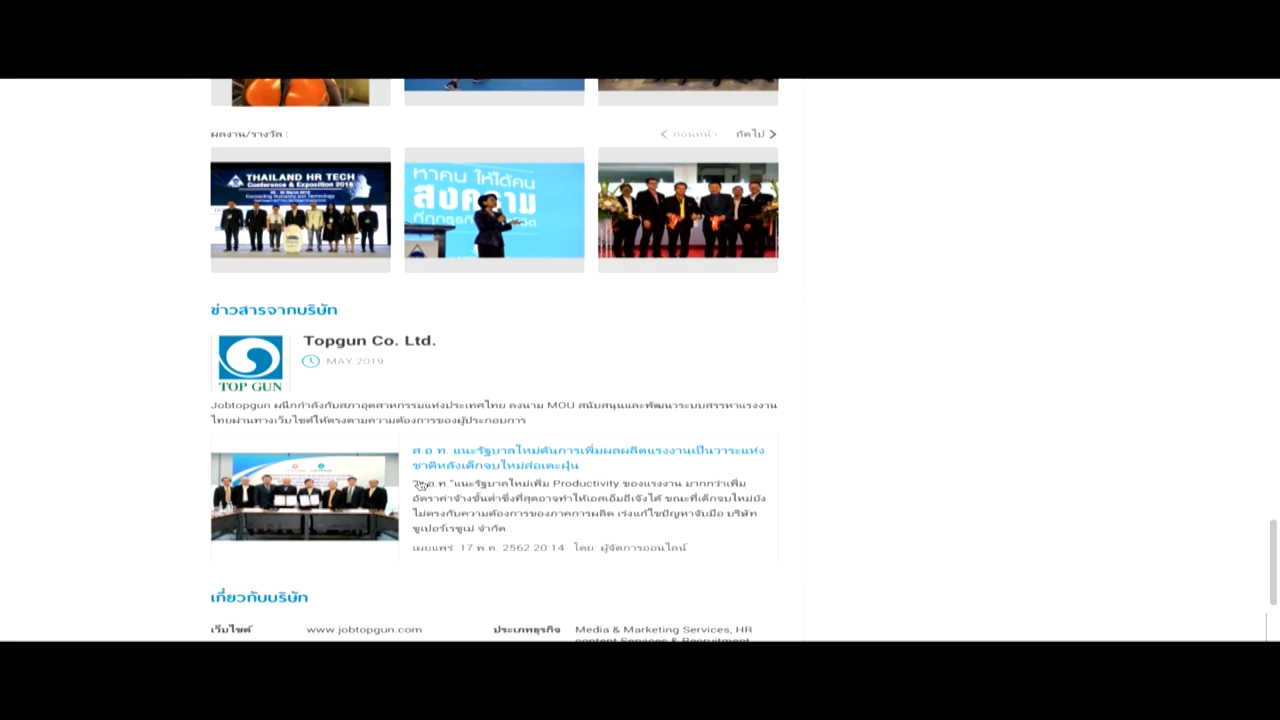 ผลงาน/รางวัล :
ก่อนหน้า
ถัดไป
THAILAND HR TECH
Conference & Exposition 2016
หาคน ให้ได้คน
สงคราม
ข่าวสารจากบริษัท
Topgun Co. Ltd.
MAY 2019
TOP GUN
Jobtopgun ผนึกกำลังกับสภาอุตสาหกรรมแห่งประเทศไทย ลงนาม MOU สนับสนุนและพัฒนาระบบสรรหาแรงงาน
ไทยผ่านทางเว็บไซต์ให้ตรงตามความต้องการของผู้ประกอบการ
ส.อ.ท. แนะรัฐบาลใหม่ดันการเพิ่มผลผลิตแรงงานเป็นวาระแห่ง
ชาติหลังเด็กจบใหม่ส่อเตะฝุ่น
"ส.อ.ท."แนะรัฐบาลใหม่เพิ่ม Productivity ของแรงงาน มากกว่าเพิ่ม
อัตราค่าจ้างขั้นต่ำซึ่งที่สุดอาจทำให้เอสเอ็มอีเจ๊งได้ ขณะที่เด็กจบใหม่ยัง
ไม่ตรงกับความต้องการของภาคการผลิต เร่งแก้ไขปัญหาจับมือ บริษัท
ซูเปอร์เรซูเม่ จำกัด..
เผยแพร่: 17 พ.ค. 2562 20:14 โดย: ผู้จัดการออนไลน์
เกี่ยวกับบริษัท
เว็บไซต์ www.jobtopgun.com
ประเภทธุรกิจ Media & Marketing Services, HR
content Services & Recruitment